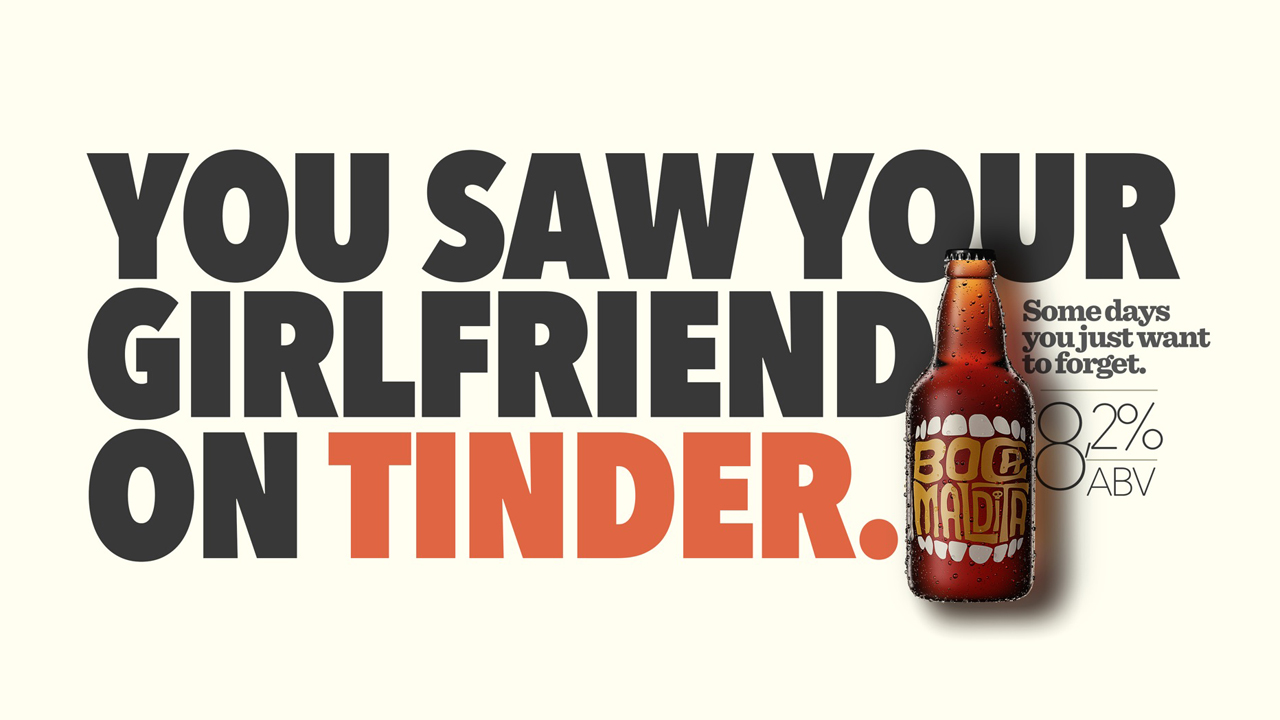 YOU SAW YOUR
GIRLFRIEND
ON TINDER.
Some days
you just want
to forget.
8,2%
ABV
BOCA
MALDITA